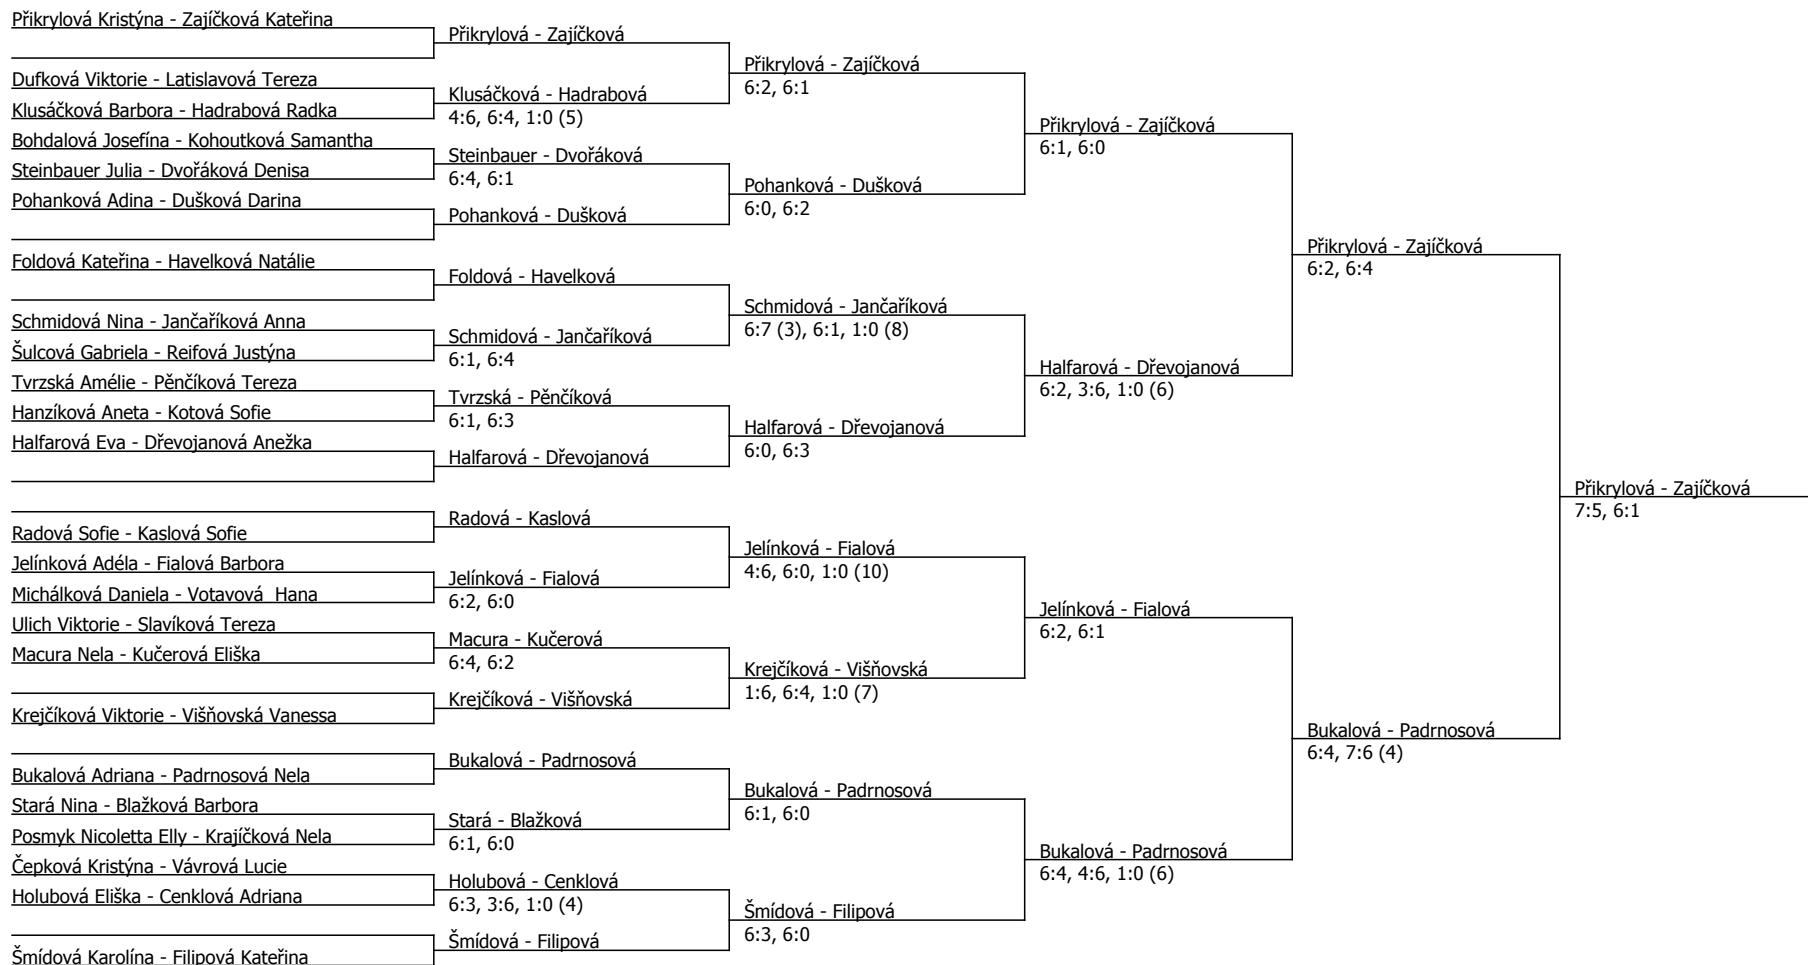 Přikrylová Kristýna - Zajíčková Kateřina
Dufková Viktorie - Latislavová Tereza
Klusáčková Barbora - Hadrabová Radka
Bohdalová Josefína - Kohoutková Samantha
Steinbauer Julia - Dvořáková Denisa
Pohanková Adina - Dušková Darina
Foldová Kateřina - Havelková Natálie
Schmidová Nina - Jančaříková Anna
Šulcová Gabriela - Reifová Justýna
Tvrzská Amélie - Pěnčíková Tereza
Hanzíková Aneta - Kotová Sofie
Halfarová Eva - Dřevojanová Anežka
Radová Sofie - Kaslová Sofie
Jelínková Adéla - Fialová Barbora
Michálková Daniela - Votavová  Hana
Ulich Viktorie - Slavíková Tereza
Macura Nela - Kučerová Eliška
Krejčíková Viktorie - Višňovská Vanessa
Bukalová Adriana - Padrnosová Nela
Stará Nina - Blažková Barbora
Posmyk Nicoletta Elly - Krajíčková Nela
Čepková Kristýna - Vávrová Lucie
Holubová Eliška - Cenklová Adriana
Šmídová Karolína - Filipová Kateřina
Přikrylová - Zajíčková
Klusáčková - Hadrabová
4:6, 6:4, 1:0 (5)
Steinbauer - Dvořáková
6:4, 6:1
Pohanková - Dušková
Foldová - Havelková
Schmidová - Jančaříková
6:1, 6:4
Tvrzská - Pěnčíková
6:1, 6:3
Halfarová - Dřevojanová
Radová - Kaslová
Jelínková - Fialová
6:2, 6:0
Macura - Kučerová
6:4, 6:2
Krejčíková - Višňovská
Bukalová - Padrnosová
Stará - Blažková
6:1, 6:0
Holubová - Cenklová
6:3, 3:6, 1:0 (4)
Šmídová - Filipová
Přikrylová - Zajíčková
6:2, 6:1
Pohanková - Dušková
6:0, 6:2
Schmidová - Jančaříková
6:7 (3), 6:1, 1:0 (8)
Halfarová - Dřevojanová
6:0, 6:3
Jelínková - Fialová
4:6, 6:0, 1:0 (10)
Krejčíková - Višňovská
1:6, 6:4, 1:0 (7)
Bukalová - Padrnosová
6:1, 6:0
Šmídová - Filipová
6:3, 6:0
Přikrylová - Zajíčková
6:1, 6:0
Halfarová - Dřevojanová
6:2, 3:6, 1:0 (6)
Jelínková - Fialová
6:2, 6:1
Bukalová - Padrnosová
6:4, 4:6, 1:0 (6)
Přikrylová - Zajíčková
6:2, 6:4
Bukalová - Padrnosová
6:4, 7:6 (4)
Přikrylová - Zajíčková
7:5, 6:1